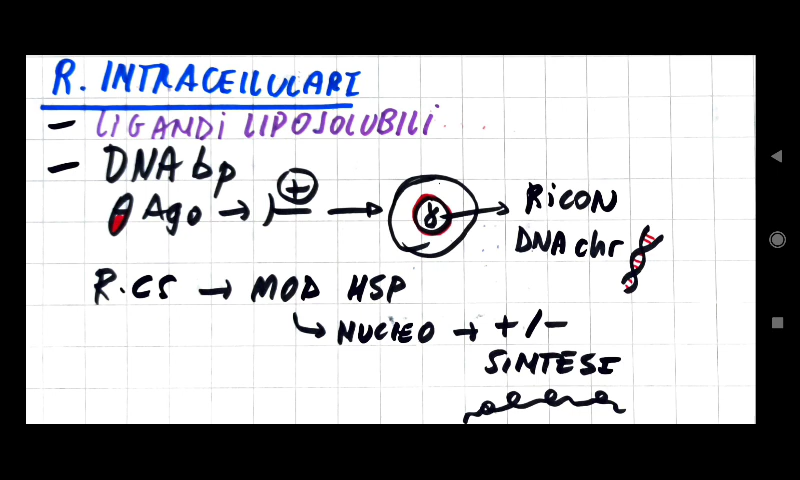 R. INTRACELLULARI
- LIGANDI LIPOSOLUBILI
- DNA bp
Ago → + → RICON
DNA chr
R.CS → MOD HSP
↳ NUCLEO → +/-
SINTESI